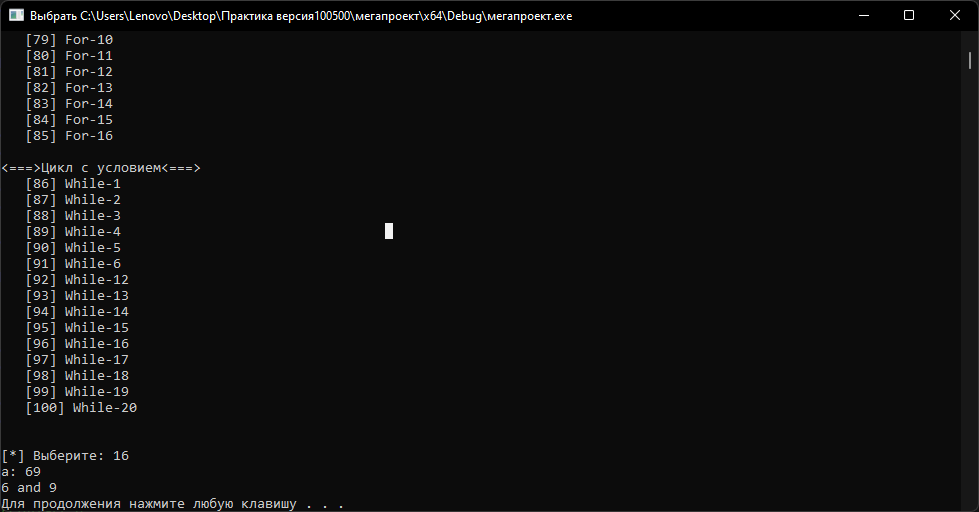 Выбрать C:\Users\Lenovo\Desktop\Практика версия100500\мегапроект\x64\Debug\мегапроект.exe
[79] For-10
[80] For-11
[81] For-12
[82] For-13
[83] For-14
[84] For-15
[85] For-16
<===>Цикл с условием<===>
[86] While-1
[87] While-2
[88] While-3
[89] While-4
[90] While-5
[91] While-6
[92] While-12
[93] While-13
[94] While-14
[95] While-15
[96] While-16
[97] While-17
[98] While-18
[99] While-19
[100] While-20
[*] Выберите: 16
a: 69
6 and 9
Для продолжения нажмите любую клавишу . . .